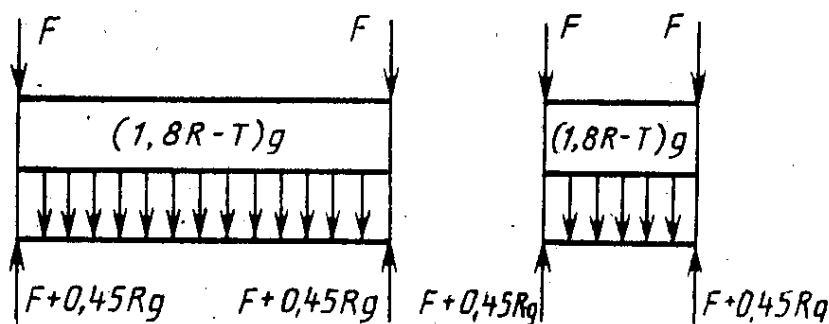 F F F F
(1,8R-T)g (1,8R-T)g
F+0,45Rg F+0,45Rg F+0,45Rg F+0,45Rg